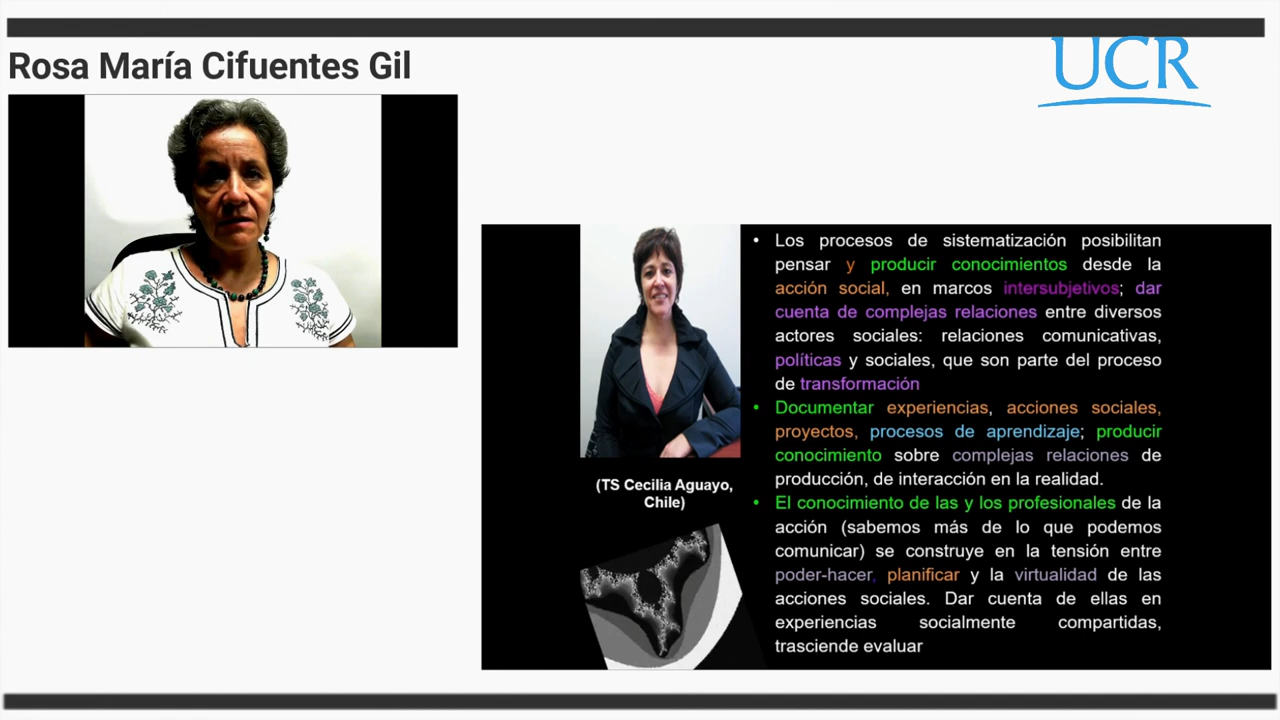 Rosa María Cifuentes Gil
UCR
• Los procesos de sistematización posibilitan
pensar y producir conocimientos desde la
acción social, en marcos intersubjetivos; dar
cuenta de complejas relaciones entre diversos
actores sociales: relaciones comunicativas,
políticas y sociales, que son parte del proceso
de transformación
• Documentar experiencias, acciones sociales,
proyectos, procesos de aprendizaje; producir
conocimiento sobre complejas relaciones de
producción, de interacción en la realidad.
• El conocimiento de las y los profesionales de la
acción (sabemos más de lo que podemos
comunicar) se construye en la tensión entre
poder-hacer, planificar y la virtualidad de las
acciones sociales. Dar cuenta de ellas en
experiencias socialmente compartidas,
trasciende evaluar
(TS Cecilia Aguayo,
Chile)